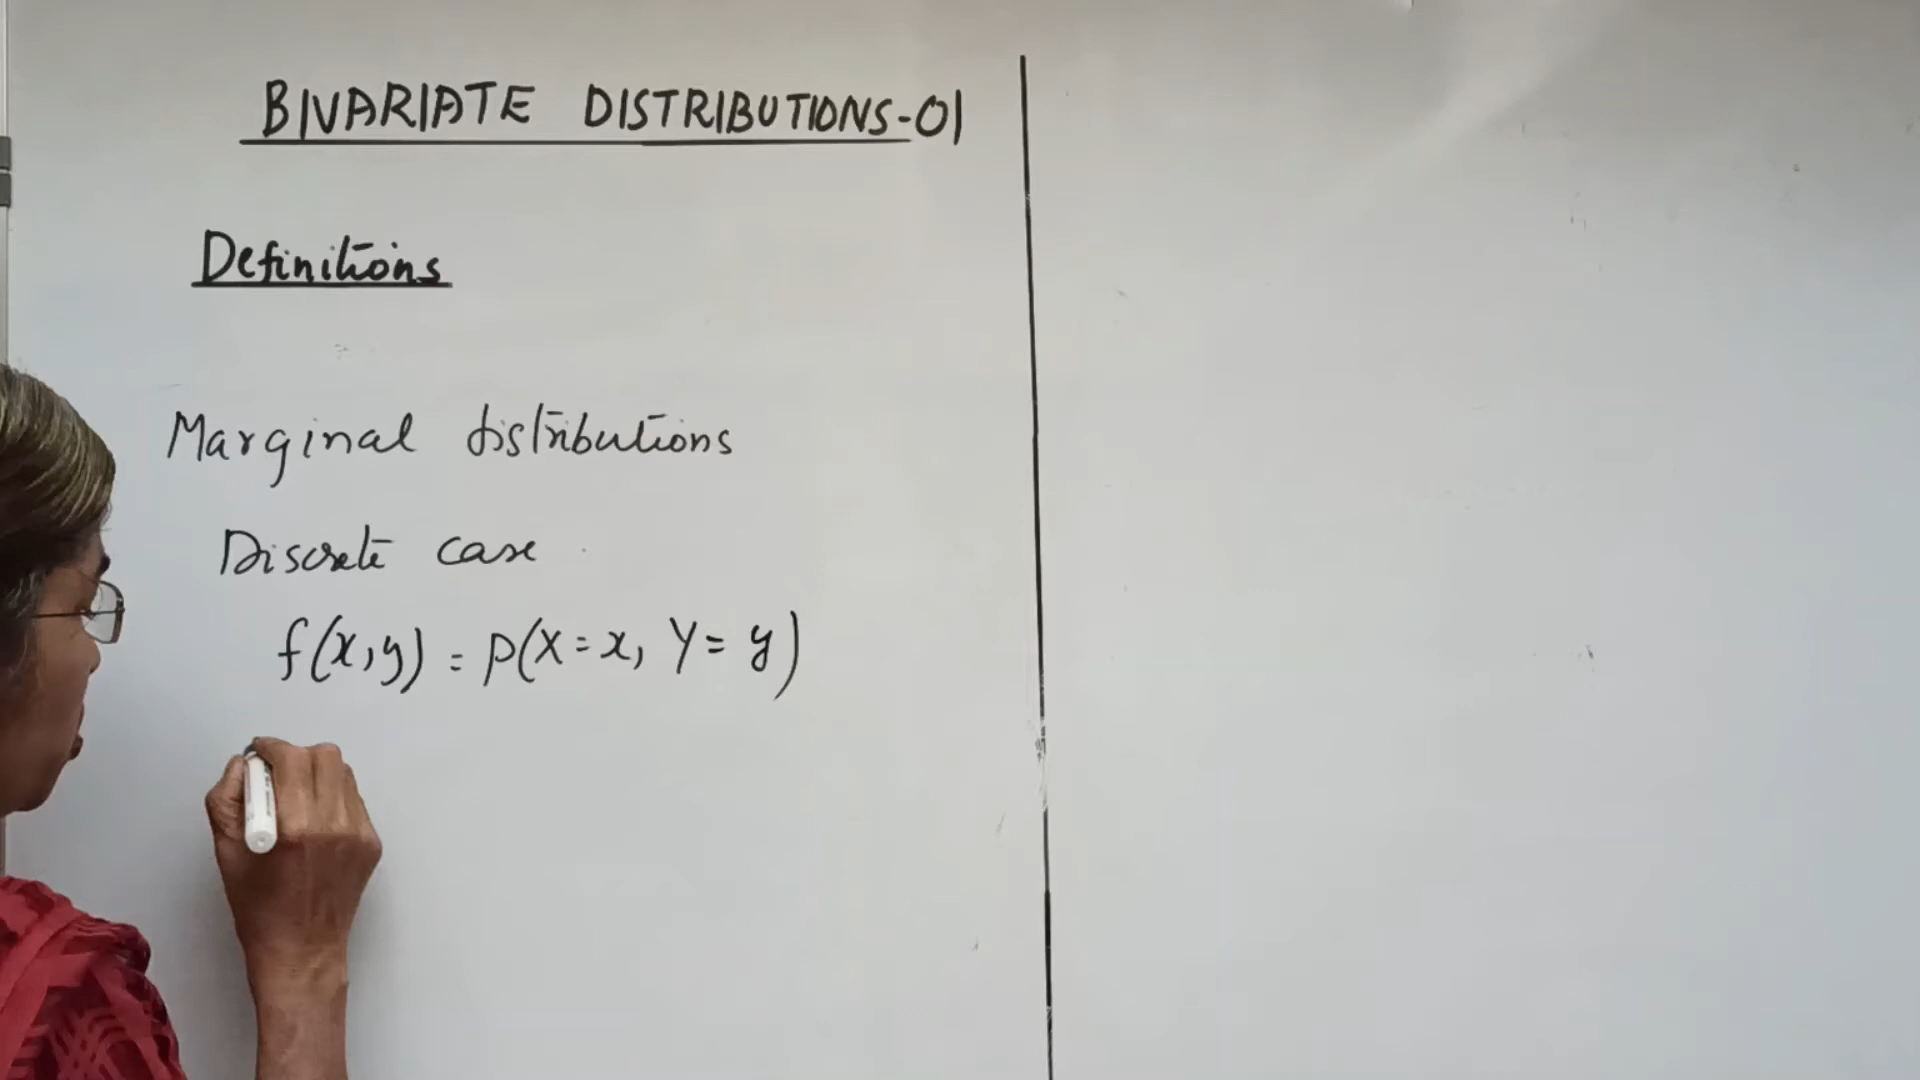 BIVARIATE DISTRIBUTIONS-01
Definitions
Marginal distributions
Discrete case
f(x,y) = p(X=x, Y=y)